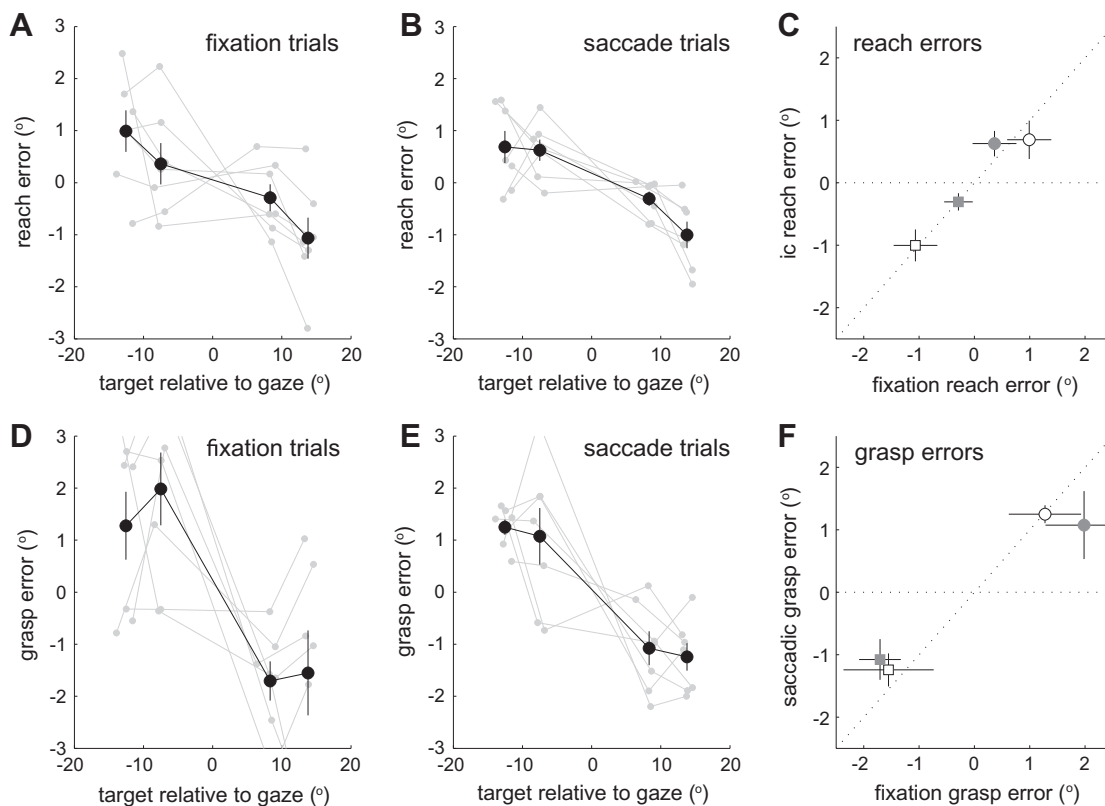 A
fixation trials
reach error (o)
3
2
1
0
-1
-2
-3
-20
-10
0
10
20
target relative to gaze (o)
B
saccade trials
reach error (o)
3
2
1
0
-1
-2
-3
-20
-10
0
10
20
target relative to gaze (o)
C
reach errors
ic reach error (o)
2
1
0
-1
-2
-2
-1
0
1
2
fixation reach error (o)
D
fixation trials
grasp error (o)
3
2
1
0
-1
-2
-3
-20
-10
0
10
20
target relative to gaze (o)
E
saccade trials
grasp error (o)
3
2
1
0
-1
-2
-3
-20
-10
0
10
20
target relative to gaze (o)
F
grasp errors
saccadic grasp error (o)
2
1
0
-1
-2
-2
-1
0
1
2
fixation grasp error (o)